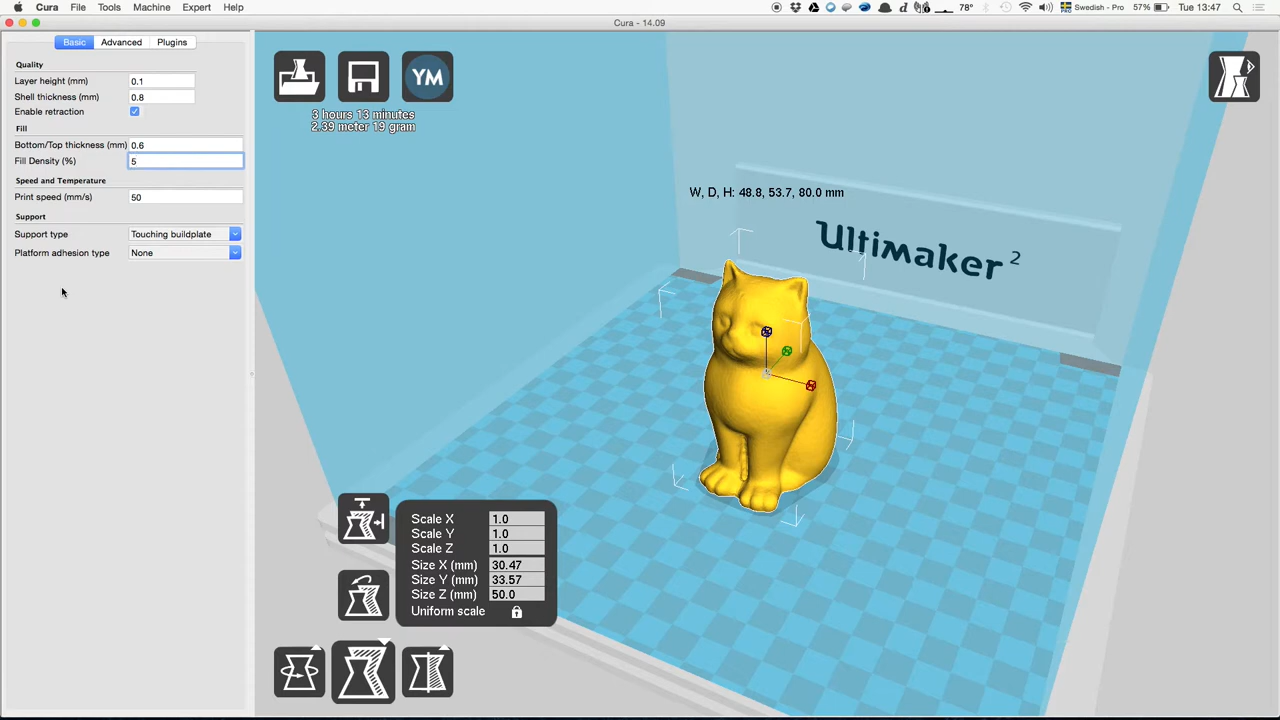 Cura File Tools Machine Expert Help
78° Swedish - Pro 57% Tue 13:47
Cura - 14.09
Basic Advanced Plugins
Quality
Layer height (mm) 0.1
Shell thickness (mm) 0.8
Enable retraction
Fill
Bottom/Top thickness (mm) 0.6
Fill Density (%) 5
Speed and Temperature
Print speed (mm/s) 50
Support
Support type Touching buildplate
Platform adhesion type None
YM
3 hours 13 minutes
2.39 meter 19 gram
W, D, H: 48.8, 53.7, 80.0 mm
Ultimaker 2
Scale X 1.0
Scale Y 1.0
Scale Z 1.0
Size X (mm) 30.47
Size Y (mm) 33.57
Size Z (mm) 50.0
Uniform scale